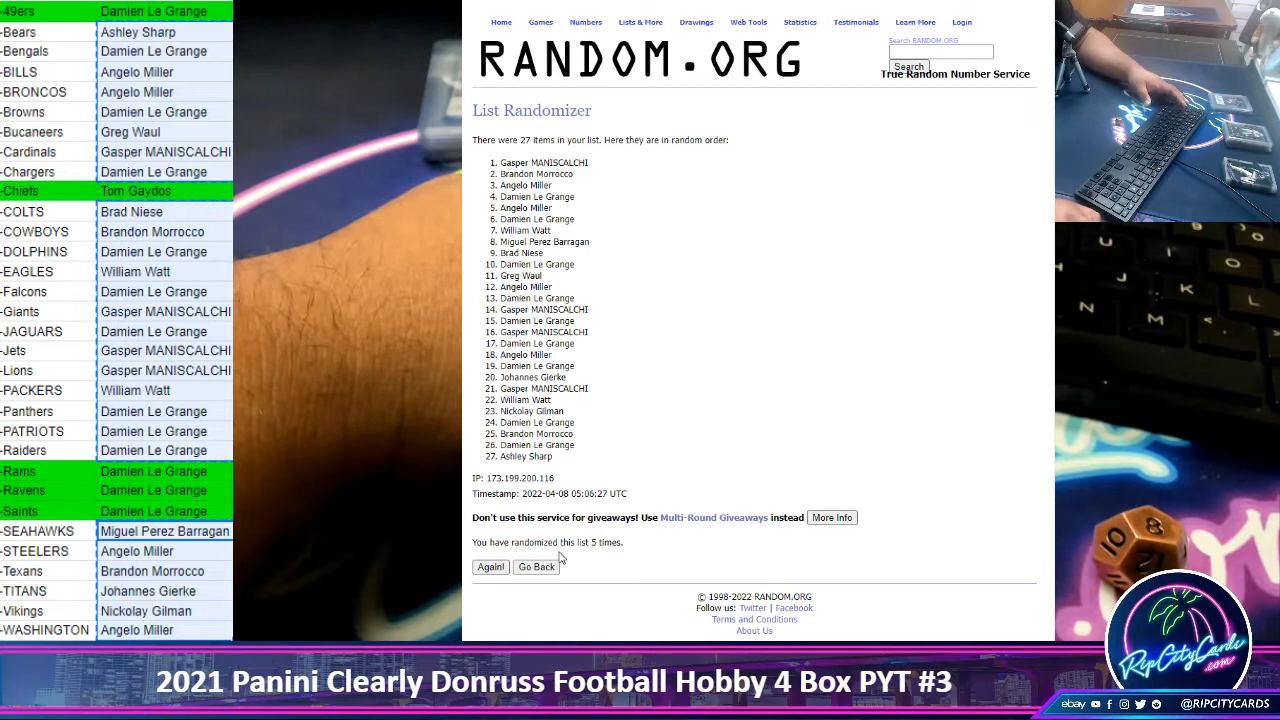 -49ers Damien Le Grange
-Bears Ashley Sharp
-Bengals Damien Le Grange
-BILLS Angelo Miller
-BRONCOS Angelo Miller
-Browns Damien Le Grange
-Bucaneers Greg Waul
-Cardinals Gasper MANISCALCHI
-Chargers Damien Le Grange
-Chiefs Tom Gaydos
-COLTS Brad Niese
-COWBOYS Brandon Morrocco
-DOLPHINS Damien Le Grange
-EAGLES William Watt
-Falcons Damien Le Grange
-Giants Gasper MANISCALCHI
-JAGUARS Damien Le Grange
-Jets Gasper MANISCALCHI
-Lions Gasper MANISCALCHI
-PACKERS William Watt
-Panthers Damien Le Grange
-PATRIOTS Damien Le Grange
-Raiders Damien Le Grange
-Rams Damien Le Grange
-Ravens Damien Le Grange
-Saints Damien Le Grange
-SEAHAWKS Miguel Perez Barragan
-STEELERS Angelo Miller
-Texans Brandon Morrocco
-TITANS Johannes Gierke
-Vikings Nickolay Gilman
-WASHINGTON Angelo Miller
Home Games Numbers Lists & More Drawings Web Tools Statistics Testimonials Learn More Login
RANDOM.ORG
Search RANDOM.ORG
Search
True Random Number Service
List Randomizer
There were 27 items in your list. Here they are in random order:
1. Gasper MANISCALCHI
2. Brandon Morrocco
3. Angelo Miller
4. Damien Le Grange
5. Angelo Miller
6. Damien Le Grange
7. William Watt
8. Miguel Perez Barragan
9. Brad Niese
10. Damien Le Grange
11. Greg Waul
12. Angelo Miller
13. Damien Le Grange
14. Gasper MANISCALCHI
15. Damien Le Grange
16. Gasper MANISCALCHI
17. Damien Le Grange
18. Angelo Miller
19. Damien Le Grange
20. Johannes Gierke
21. Gasper MANISCALCHI
22. William Watt
23. Nickolay Gilman
24. Damien Le Grange
25. Brandon Morrocco
26. Damien Le Grange
27. Ashley Sharp
IP: 173.199.200.116
Timestamp: 2022-04-08 05:06:27 UTC
Don't use this service for giveaways! Use Multi-Round Giveaways instead More Info
You have randomized this list 5 times.
Again! Go Back
© 1998-2022 RANDOM.ORG
Follow us: Twitter | Facebook
Terms and Conditions
About Us
2021 Panini Clearly Donruss Football Hobby 4 Box PYT #3
RipCityCards
.com
ebay @RIPCITYCARDS